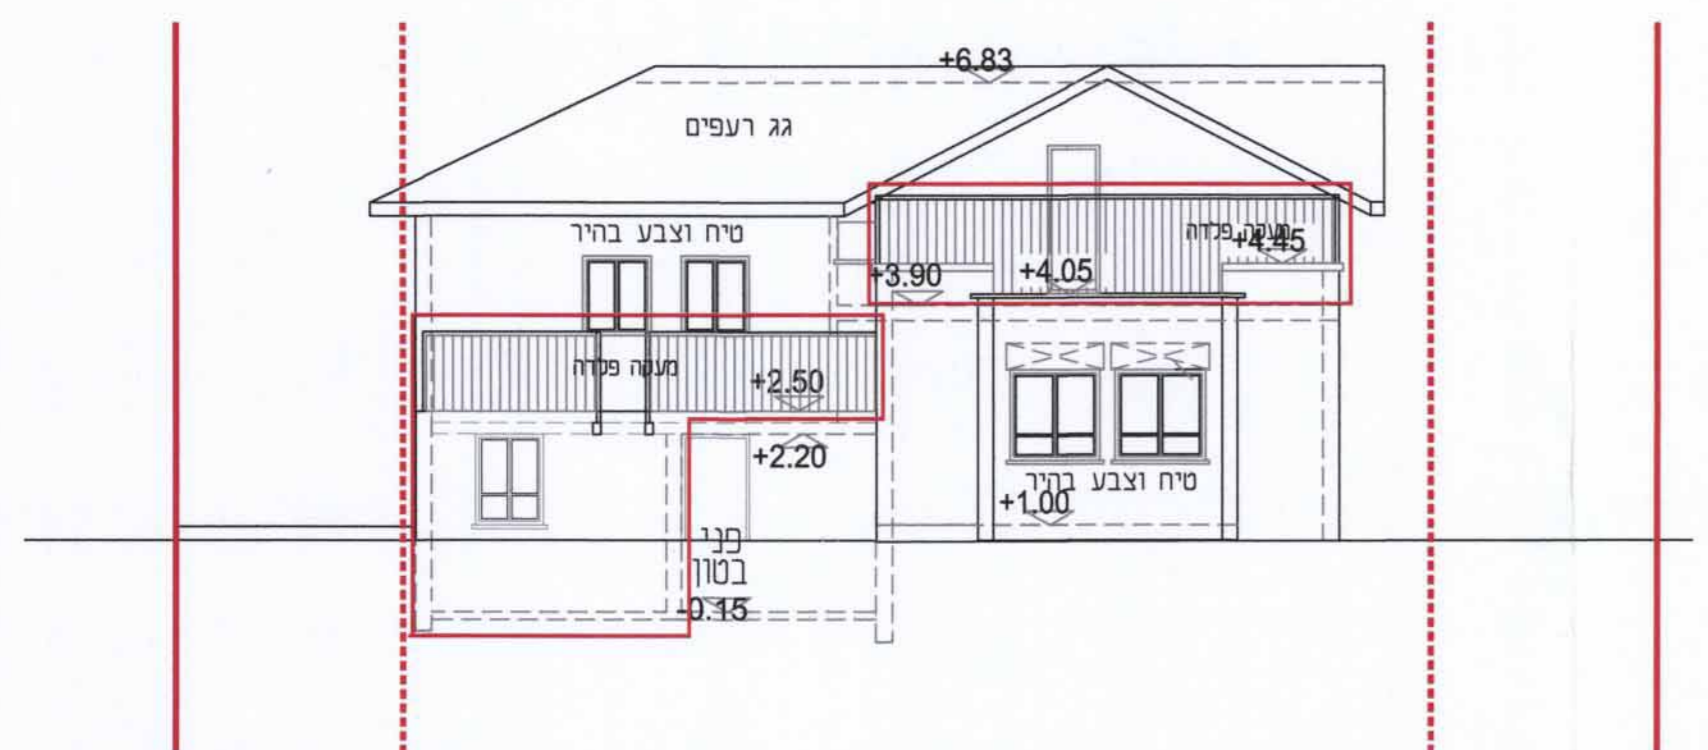 +6.83
גג רעפים
טיח וצבע בהיר
מעקה פלדה
+4.45
+3.90
+4.05
מעקה פלדה
+2.50
+2.20
טיח וצבע בהיר
+1.00
פני
בטון
-0.15